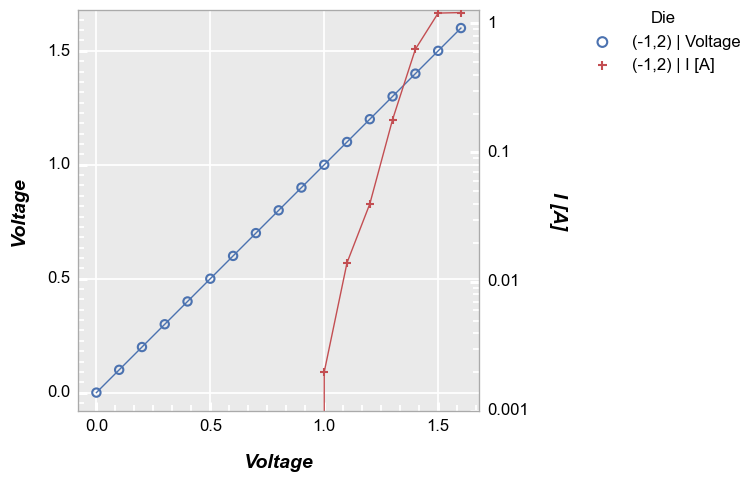 Die
(-1,2) | Voltage
(-1,2) | I [A]
1.5
1.0
0.5
0.0
Voltage
1
0.1
0.01
0.001
I [A]
0.0 0.5 1.0 1.5
Voltage